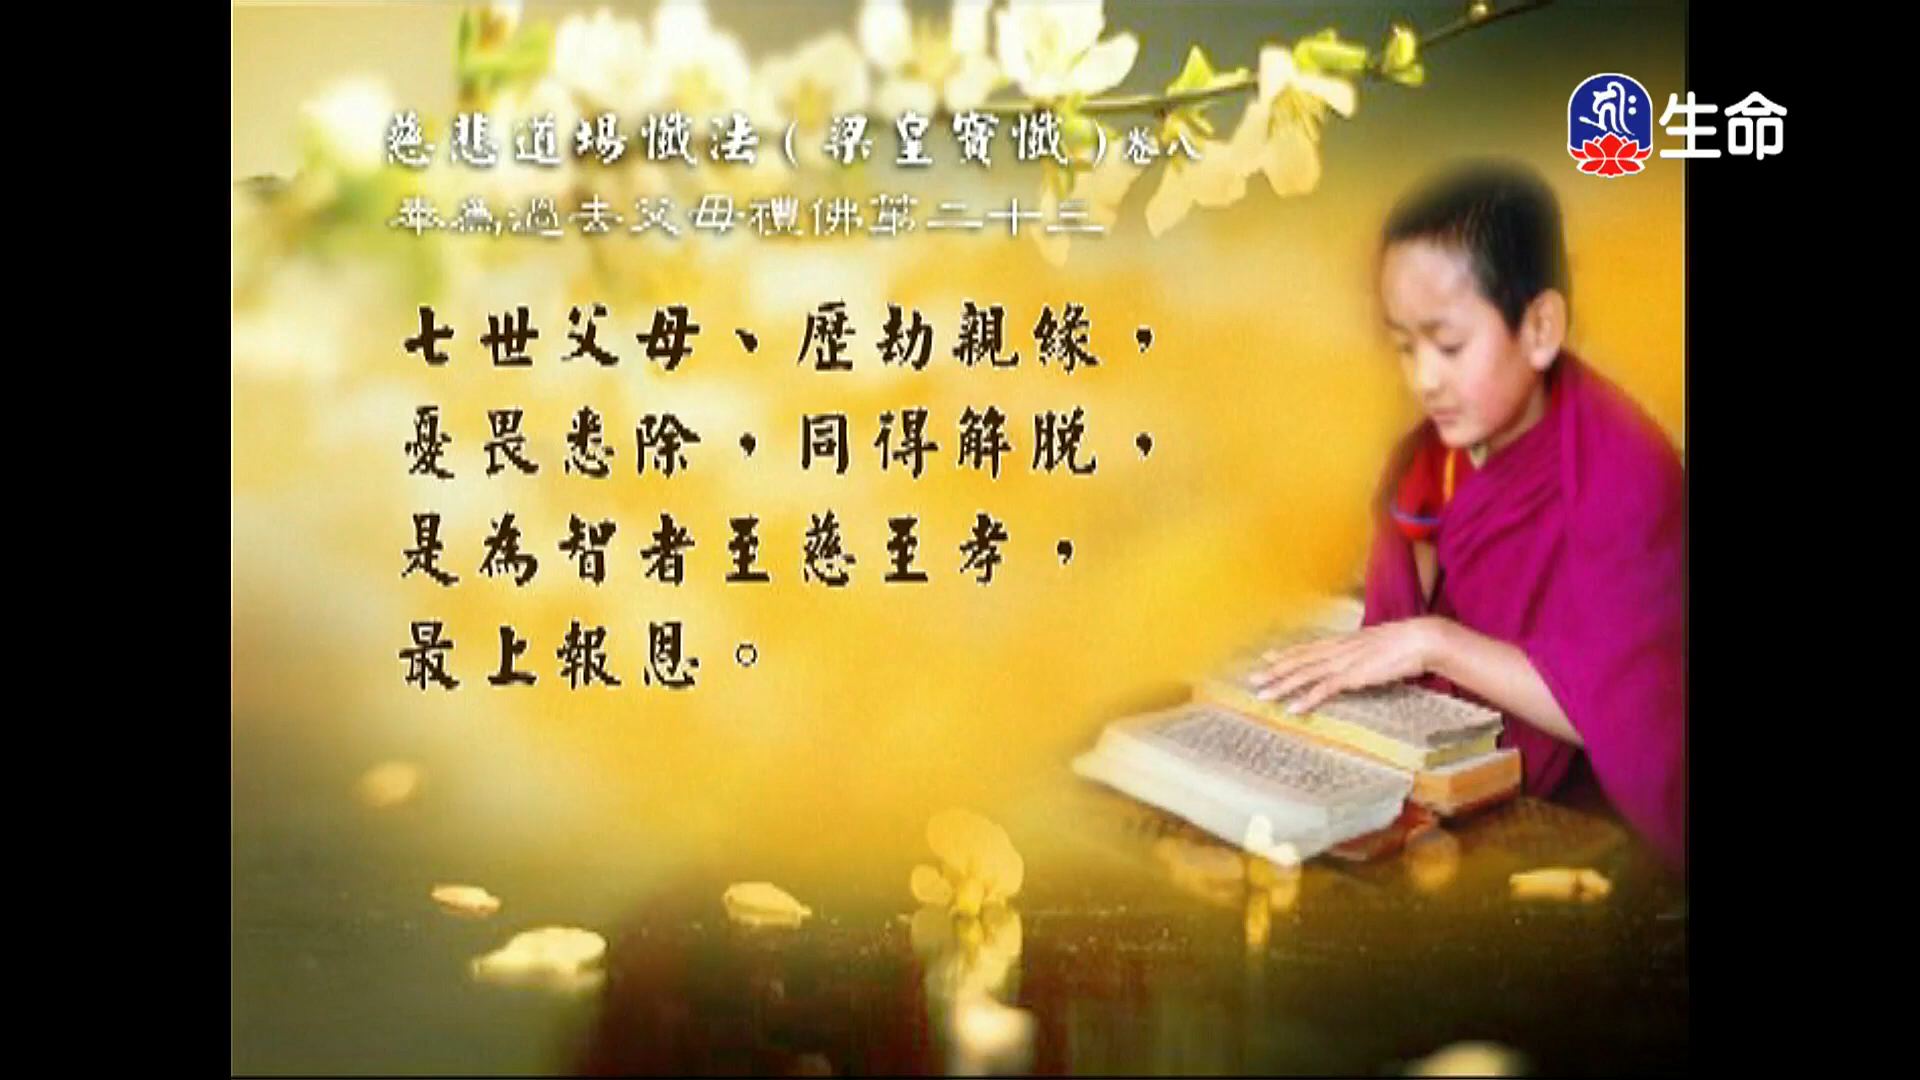 慈悲道場懺法(梁皇寶懺)卷八
生命
奉為過去父母禮佛第二十三
七世父母、歷劫親緣，
憂畏悉除，同得解脫，
是為智者至慈至孝，
最上報恩。